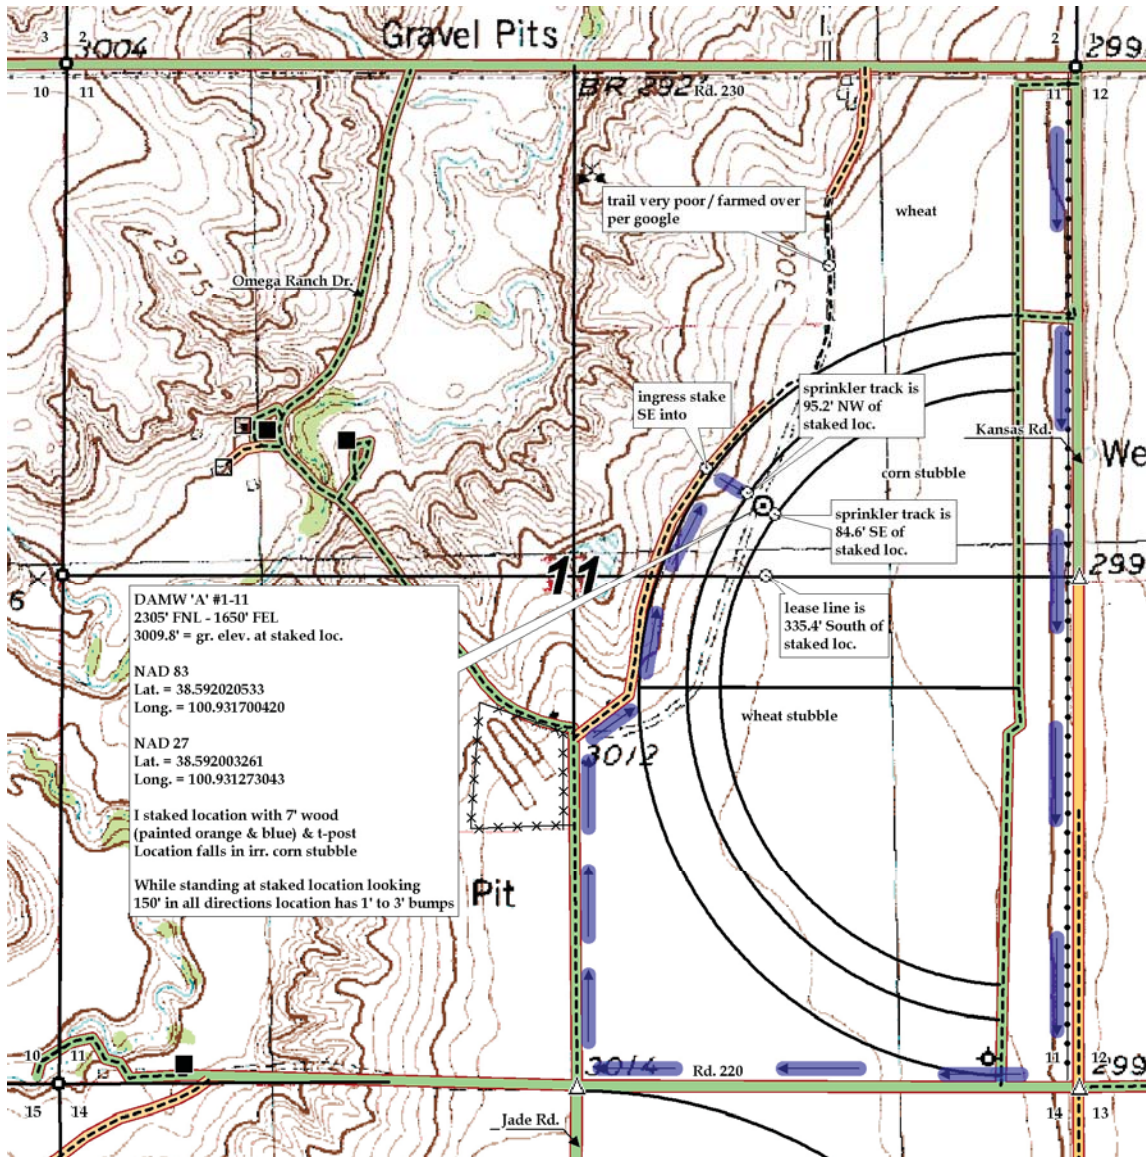 Gravel Pits
3 2
3004
2 1
299
10 11
BR 292
Rd. 230
11 12
trail very poor / farmed over
per google
wheat
2975
300
Omega Ranch Dr.
ingress stake
SE into
sprinkler track is
95.2' NW of
staked loc.
Kansas Rd.
We
corn stubble
sprinkler track is
84.6' SE of
staked loc.
11
299
6
DAMW 'A' #1-11
2305' FNL - 1650' FEL
3009.8' = gr. elev. at staked loc.
NAD 83
Lat. = 38.592020533
Long. = 100.931700420
NAD 27
Lat. = 38.592003261
Long. = 100.931273043
I staked location with 7' wood
(painted orange & blue) & t-post
Location falls in irr. corn stubble
While standing at staked location looking
150' in all directions location has 1' to 3' bumps
lease line is
335.4' South of
staked loc.
wheat stubble
3012
Pit
10 11
3014
Rd. 220
11 12
299
15 14
14 13
Jade Rd.